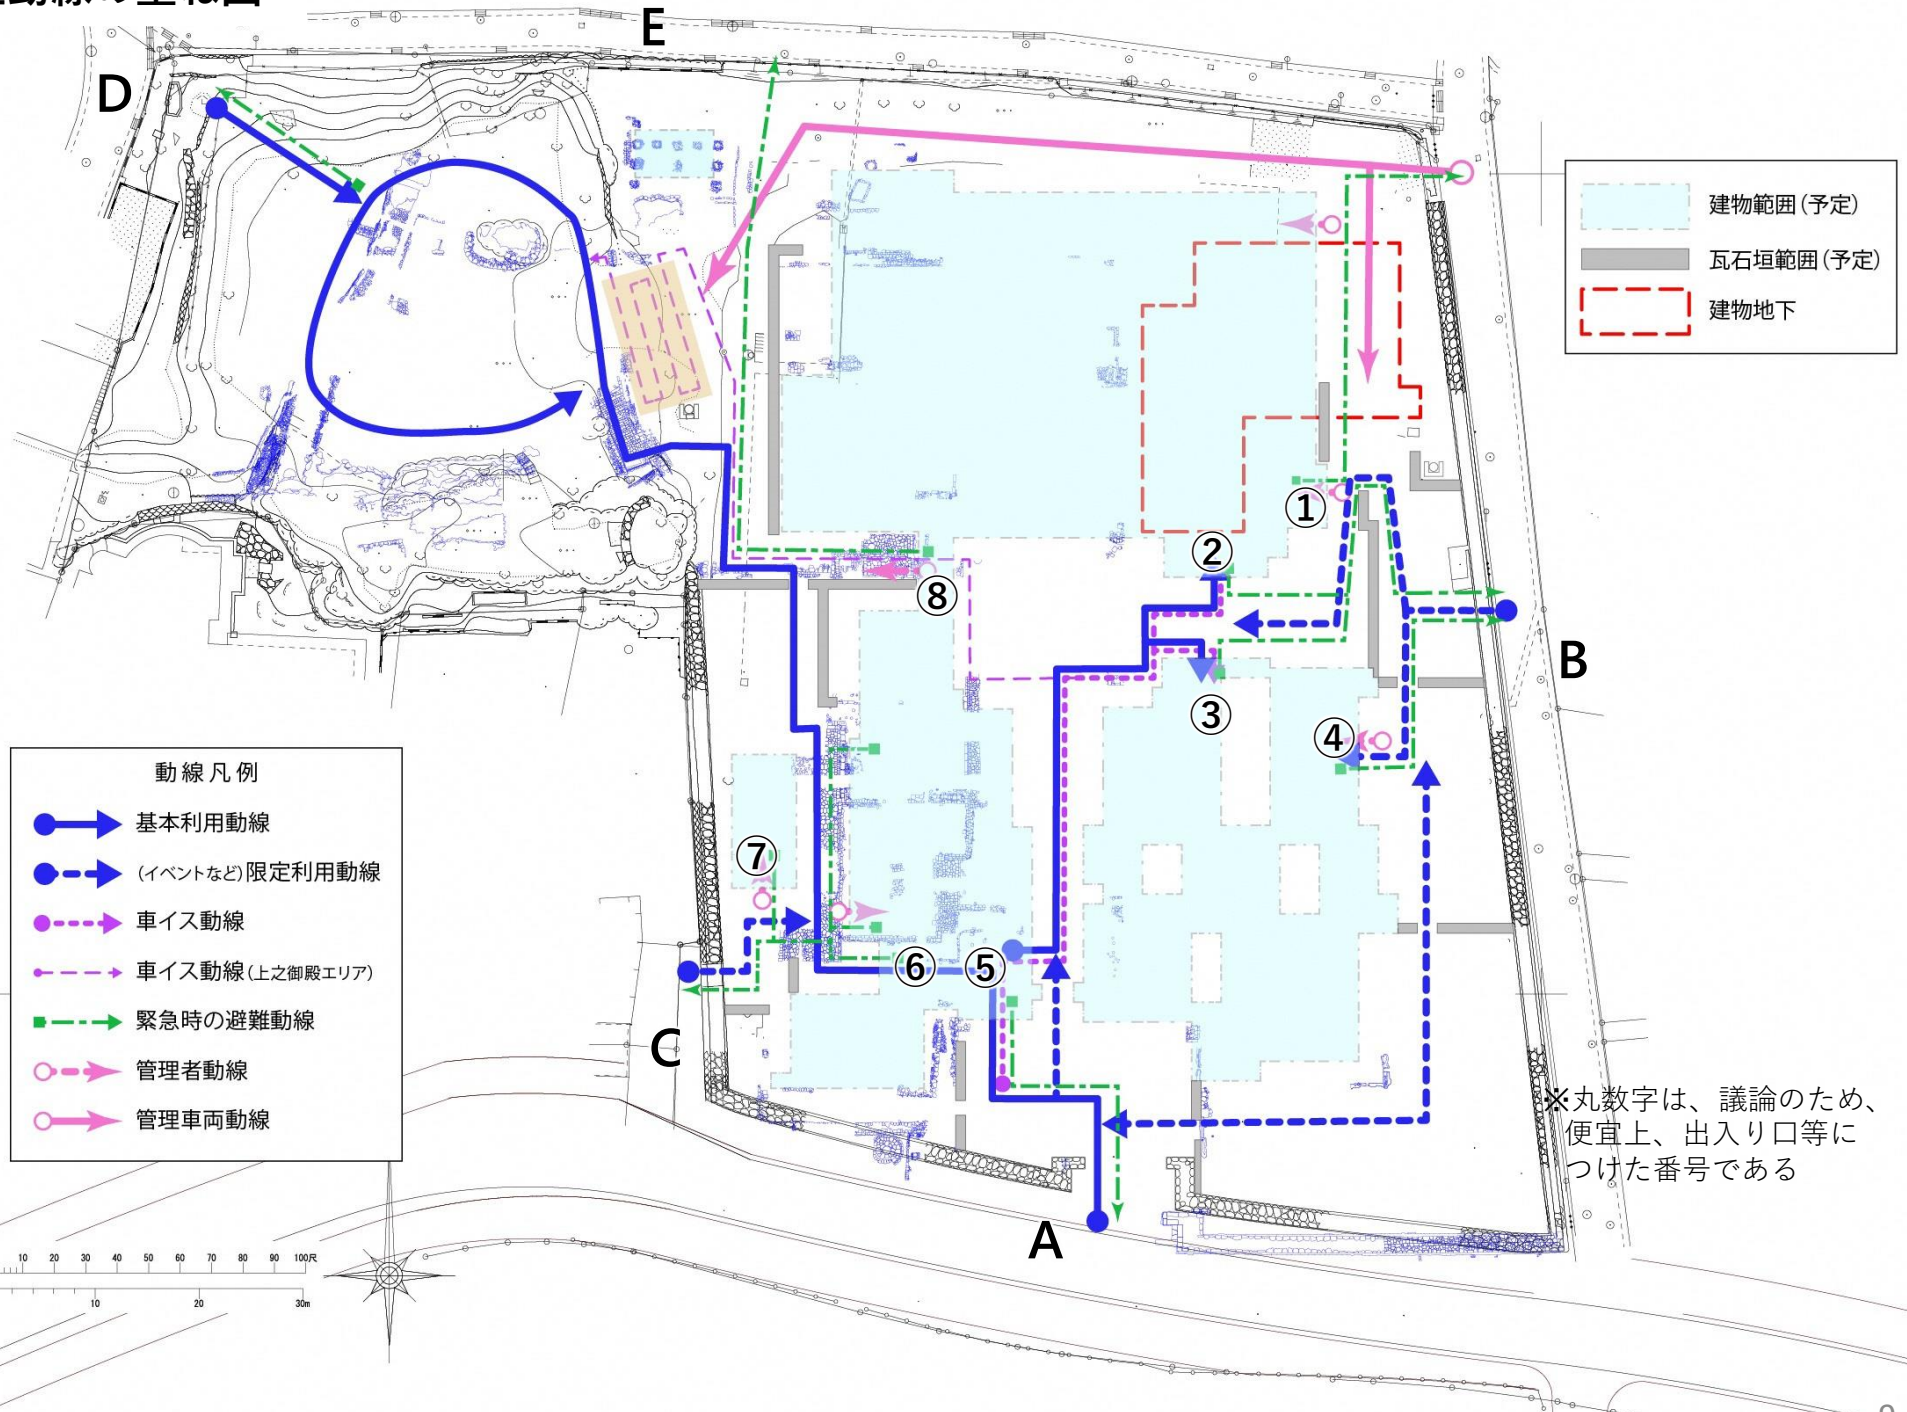 動線の重ね図
E
D
建物範囲(予定)
瓦石垣範囲(予定)
建物地下
①
②
⑧
B
③
④
動線凡例
基本利用動線
(イベントなど)限定利用動線
車イス動線
車イス動線(上之御殿エリア)
緊急時の避難動線
管理者動線
管理車両動線
⑦
⑥
⑤
C
※丸数字は、議論のため、
便宜上、出入り口等に
つけた番号である
A
10 20 30 40 50 60 70 80 90 100尺
10 20 30m